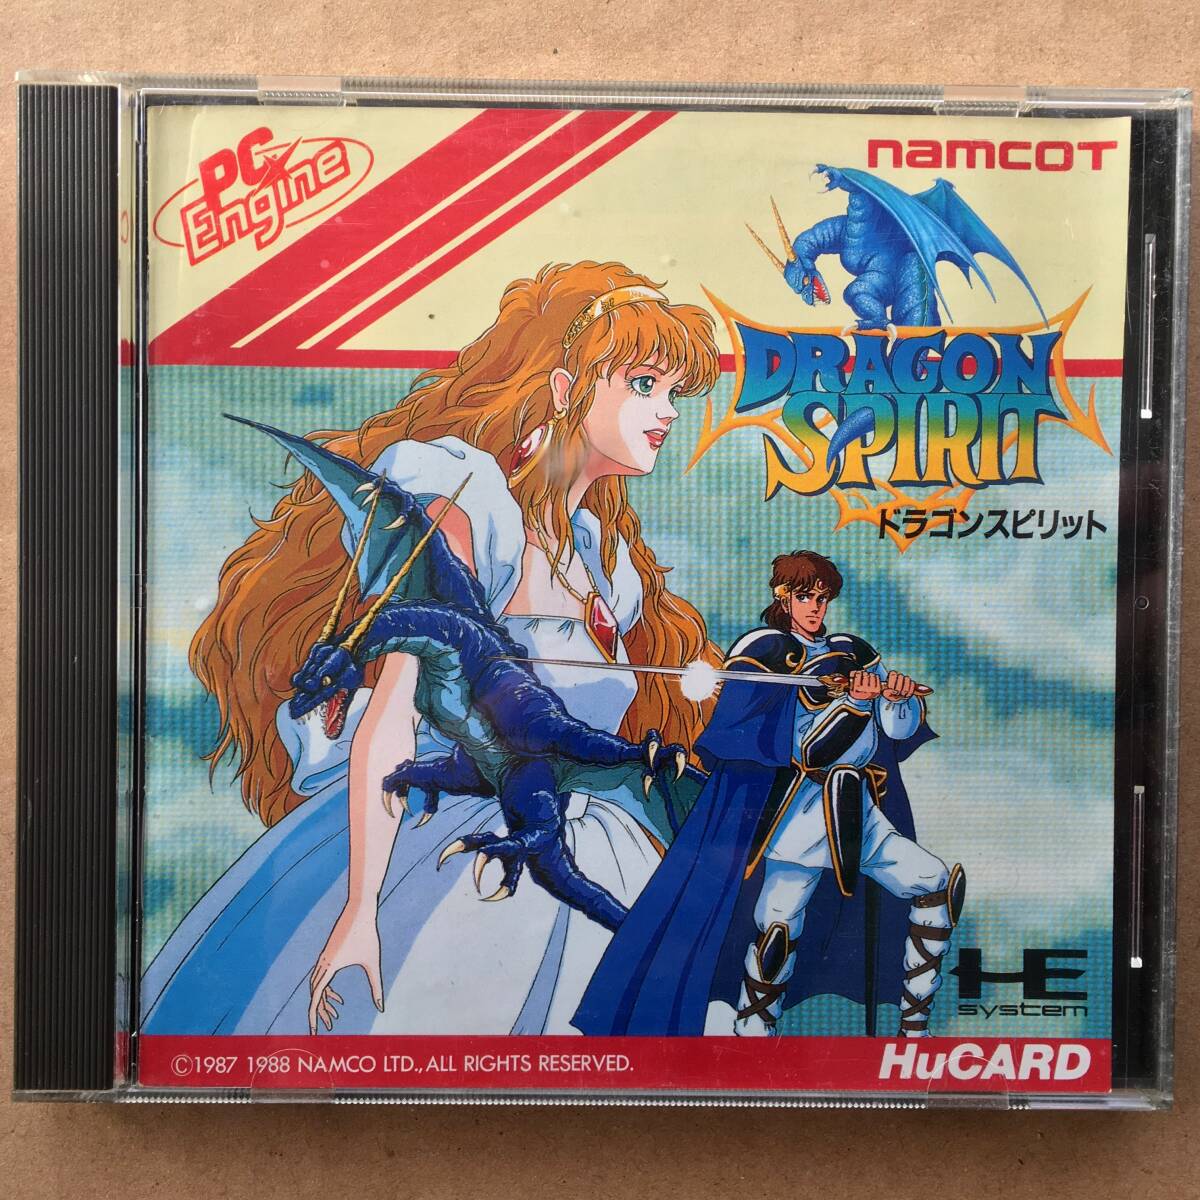 PC Engine
namcoT
DRAGON
SPIRIT
ドラゴンスピリット
HE
system
©1987 1988 NAMCO LTD., ALL RIGHTS RESERVED.
HuCARD